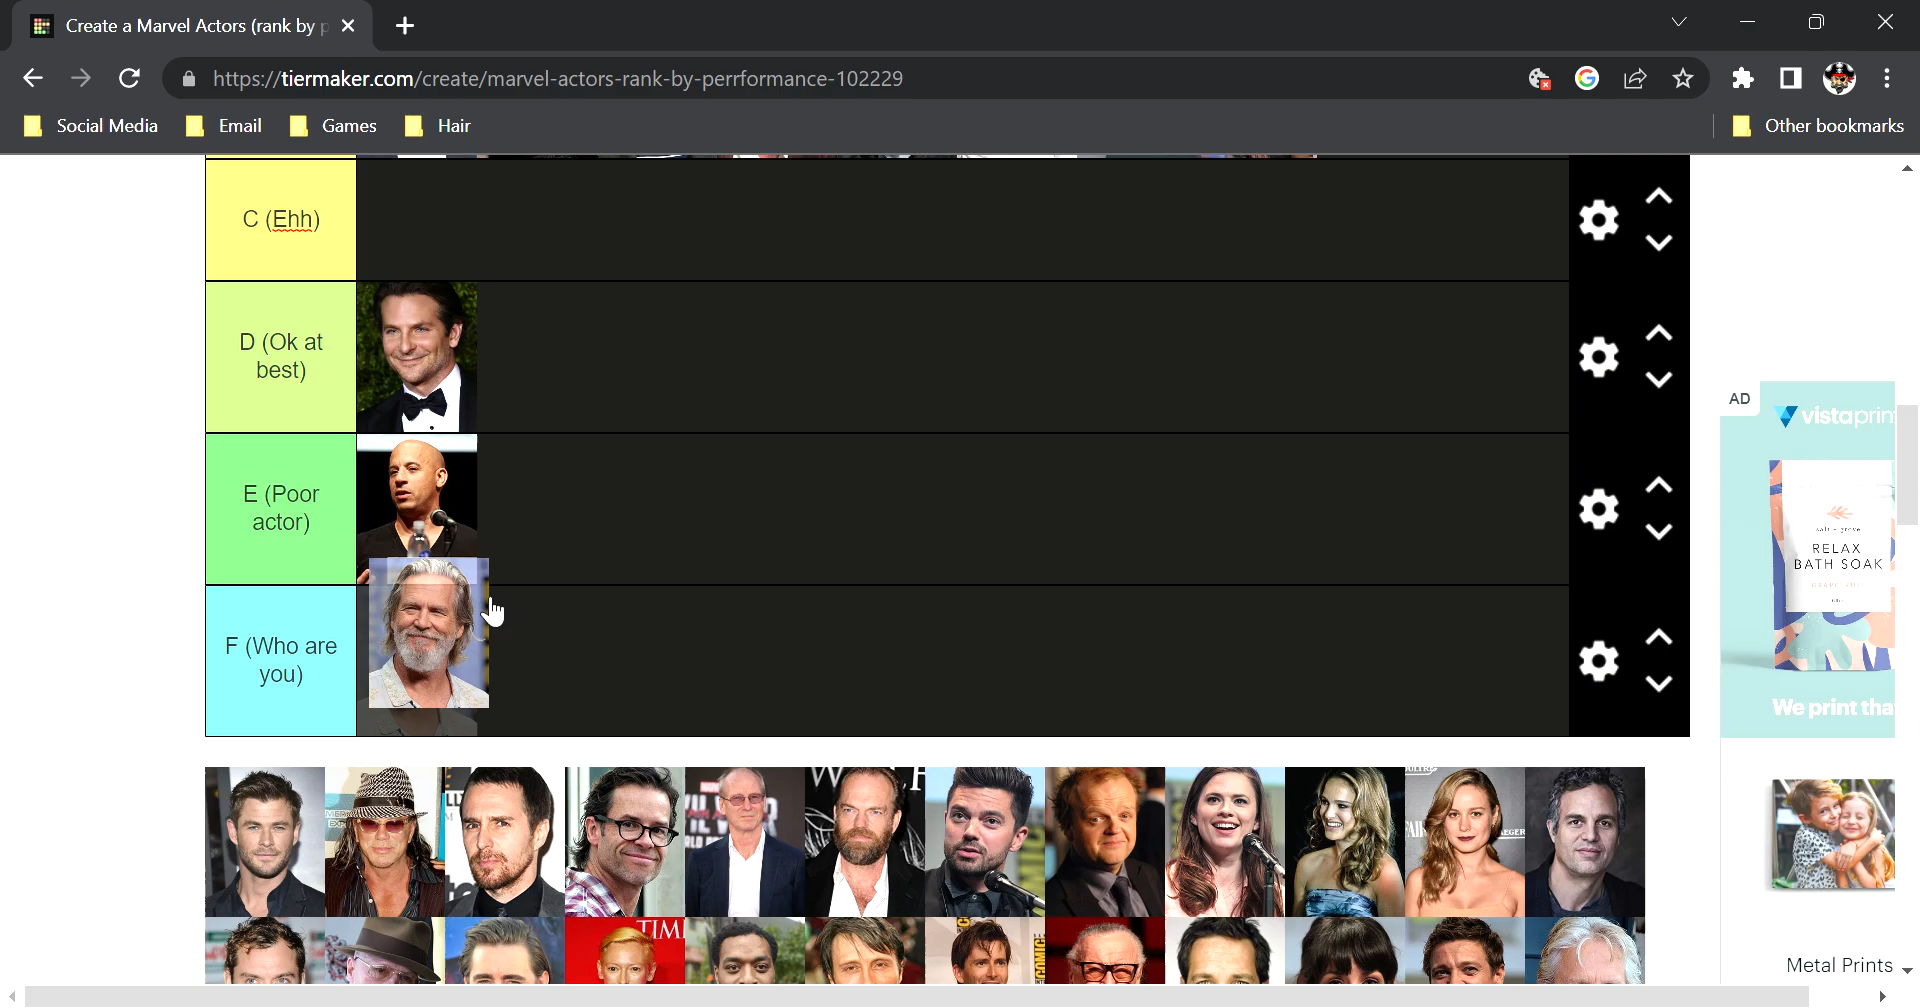 Create a Marvel Actors (rank by p
https://tiermaker.com/create/marvel-actors-rank-by-perrformance-102229
Social Media
Email
Games
Hair
Other bookmarks
C (Ehh)
D (Ok at
best)
E (Poor
actor)
F (Who are
you)
AD
vistaprin
RELAX
BATH SOAK
We print tha
TIM
Metal Prints